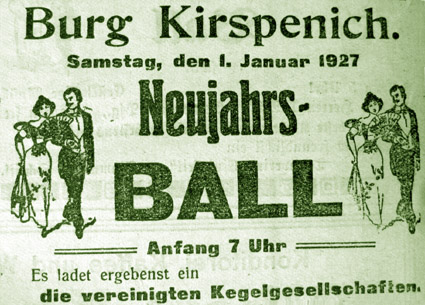 Burg Kirspenich.
Samstag, den 1. Januar 1927
Neujahrs-
BALL
Anfang 7 Uhr
Es ladet ergebenst ein
die vereinigten Kegelgesellschaften.